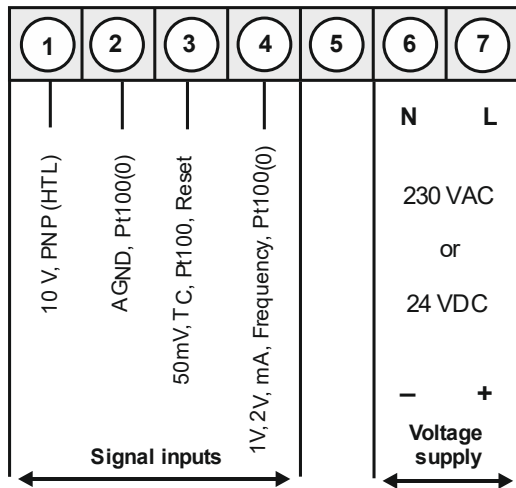 1 2 3 4 5 6 7
10 V, PNP (HTL)
AGND, Pt100(0)
50mV, TC, Pt100, Reset
1V, 2V, mA, Frequency, Pt100(0)
N L
230 VAC
or
24 VDC
– +
Signal inputs
Voltage
supply